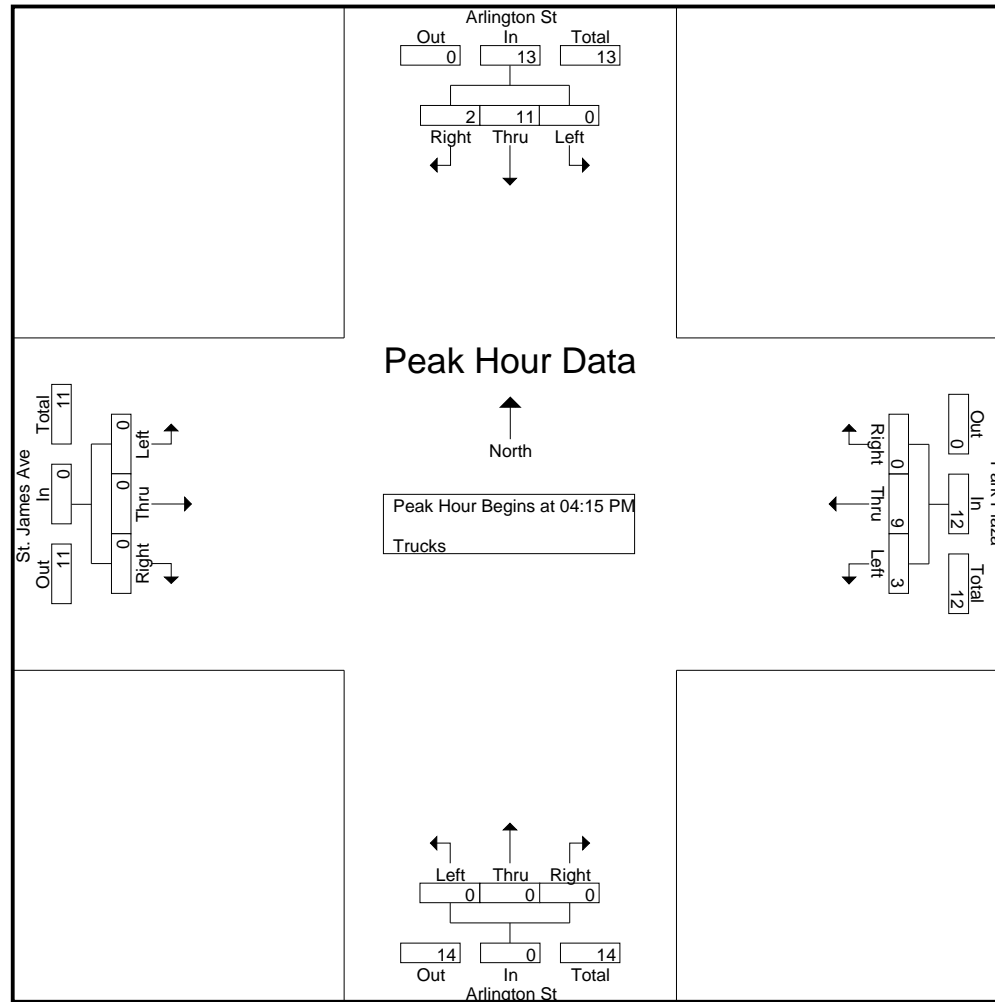 Arlington St
Out In Total
0 13 13
2 11 0
Right Thru Left
Peak Hour Data
North
Peak Hour Begins at 04:15 PM
Trucks
St. James Ave
Total In Out
11 0 11
0 0 0
Left Thru Right
Right Thru Left
0 9 3
0 12 12
Out In Total
Park Plaza
Left Thru Right
0 0 0
14 0 14
Out In Total
Arlington St